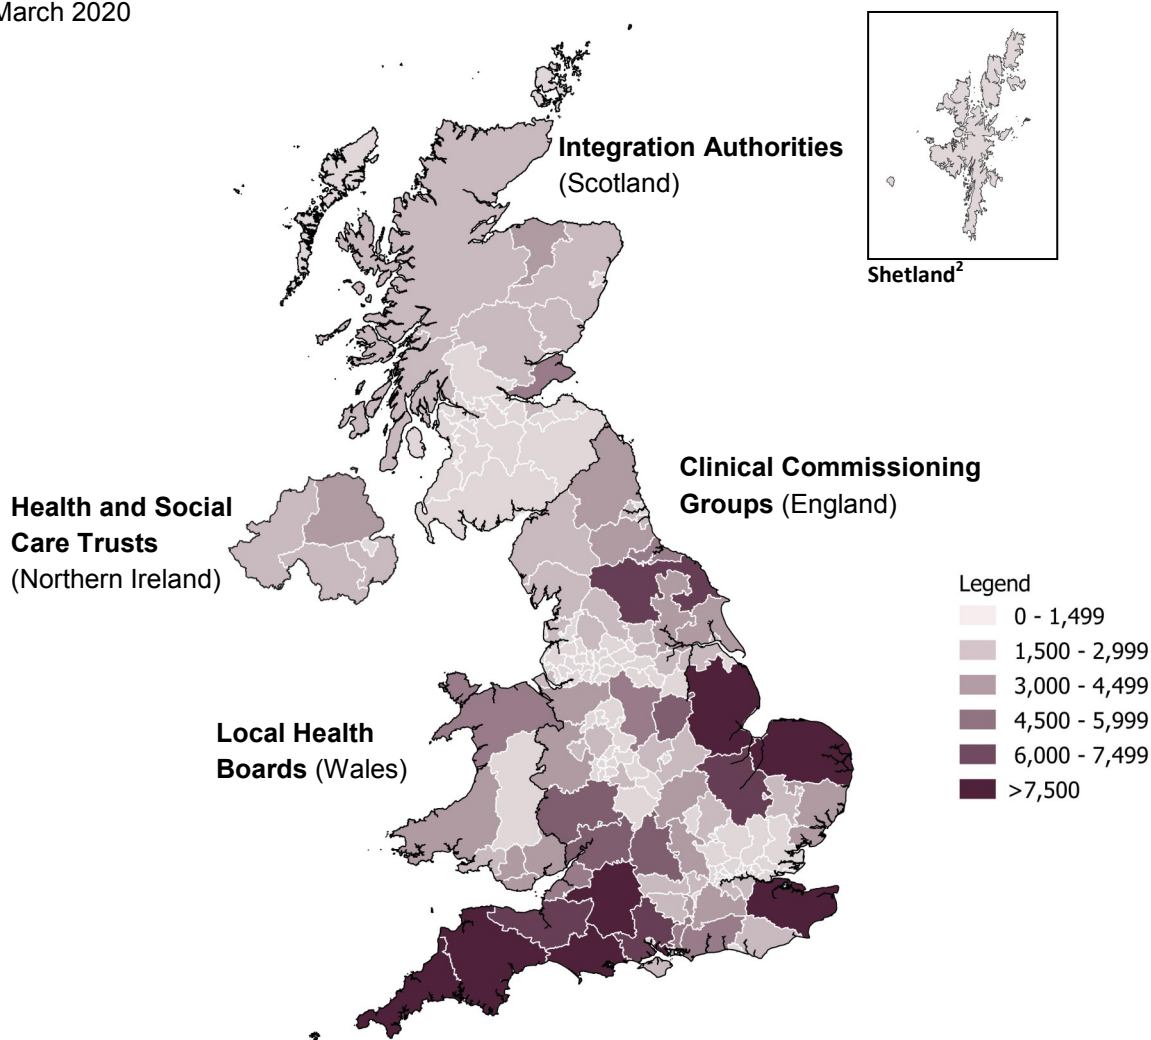 March 2020
Integration Authorities
(Scotland)
Shetland²
Clinical Commissioning
Groups (England)
Health and Social
Care Trusts
(Northern Ireland)
Legend
0 - 1,499
1,500 - 2,999
3,000 - 4,499
4,500 - 5,999
6,000 - 7,499
>7,500
Local Health
Boards (Wales)